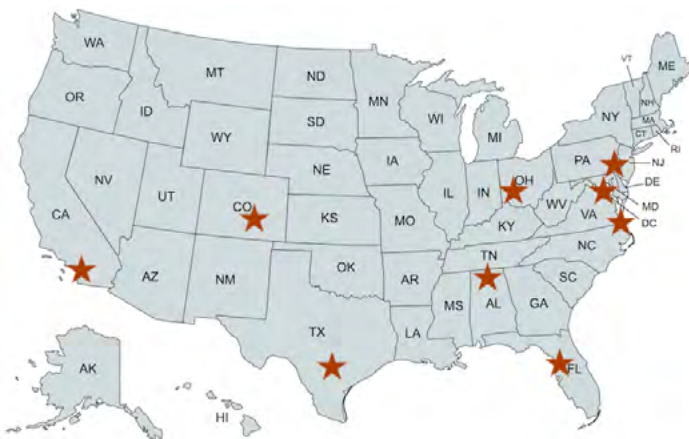 WA
MT
ND
MN
ME
VT
NH
OR
ID
SD
WI
MI
NY
MA
CT
RI
WY
IA
NE
PA
NJ
NV
UT
CO
IL
IN
OH
DE
MD
DC
CA
KS
MO
WV
VA
KY
NC
TN
AZ
NM
OK
AR
SC
MS
AL
GA
TX
LA
FL
AK
HI